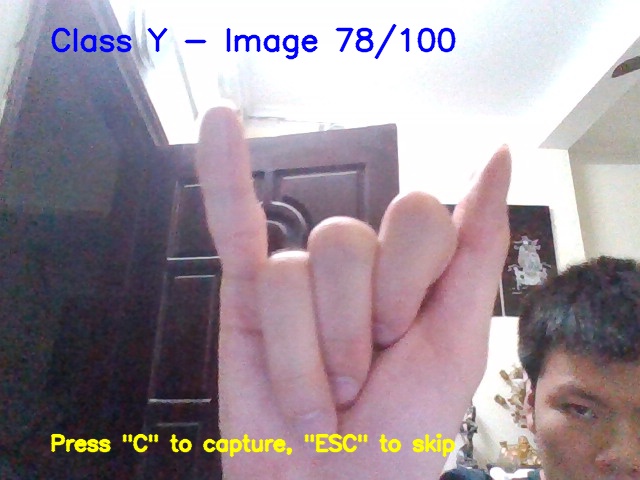 Class Y - Image 78/100
Press "C" to capture, "ESC" to skip